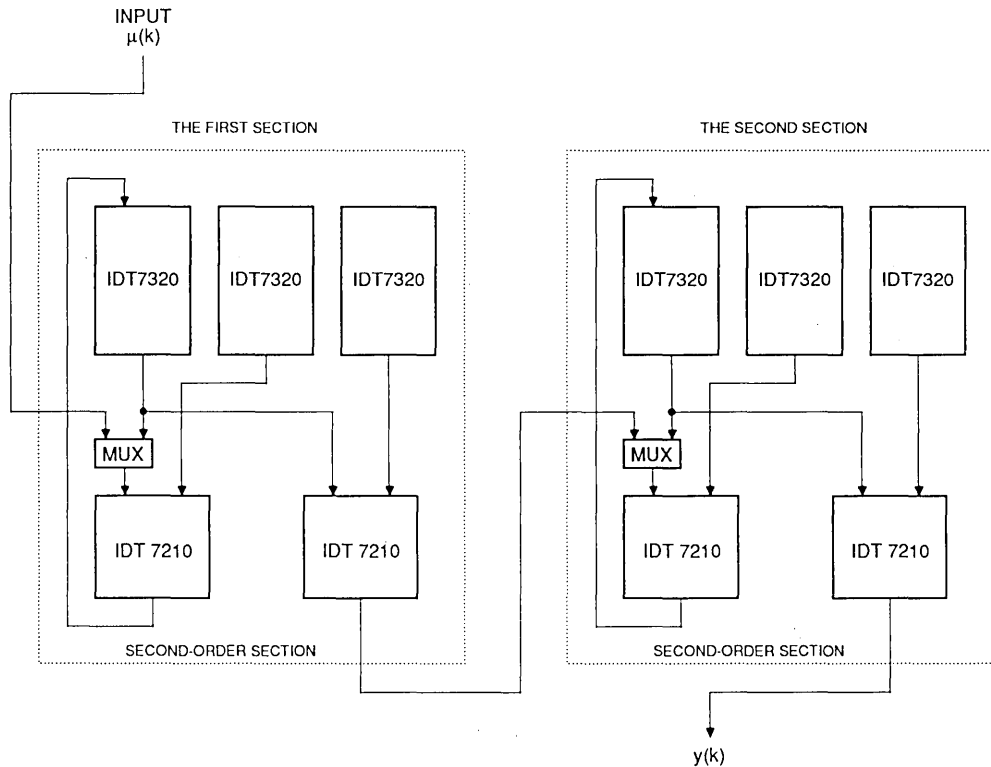 INPUT
μ(k)
THE FIRST SECTION
THE SECOND SECTION
IDT7320
IDT7320
IDT7320
IDT7320
IDT7320
IDT7320
MUX
MUX
IDT 7210
IDT 7210
IDT 7210
IDT 7210
SECOND-ORDER SECTION
SECOND-ORDER SECTION
y(k)